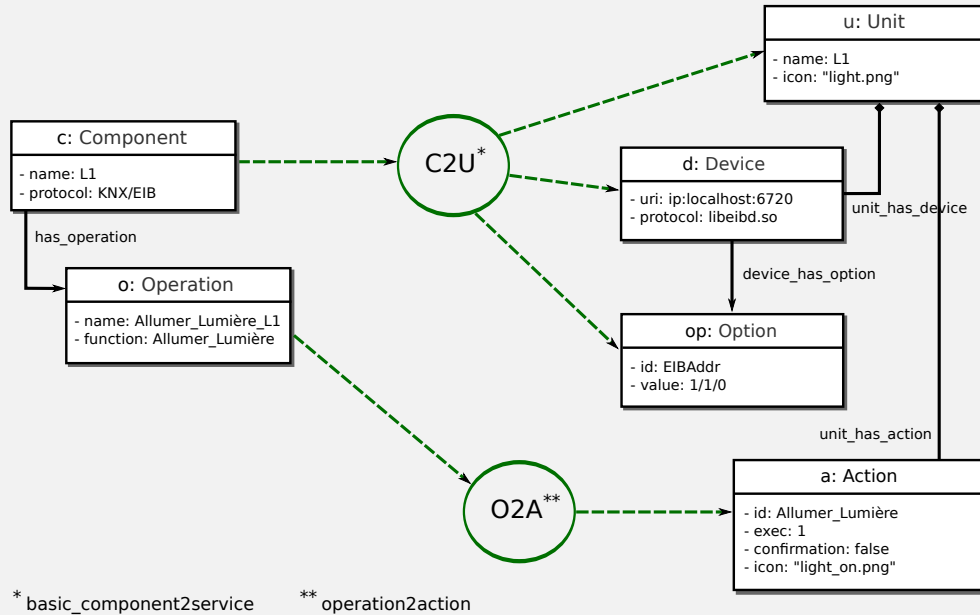 u: Unit
- name: L1
- icon: "light.png"
c: Component
- name: L1
- protocol: KNX/EIB
C2U*
d: Device
- uri: ip:localhost:6720
- protocol: libeibd.so
unit_has_device
has_operation
device_has_option
o: Operation
- name: Allumer_Lumière_L1
- function: Allumer_Lumière
op: Option
- id: EIBAddr
- value: 1/1/0
unit_has_action
a: Action
- id: Allumer_Lumière
- exec: 1
- confirmation: false
- icon: "light_on.png"
O2A**
* basic_component2service
** operation2action